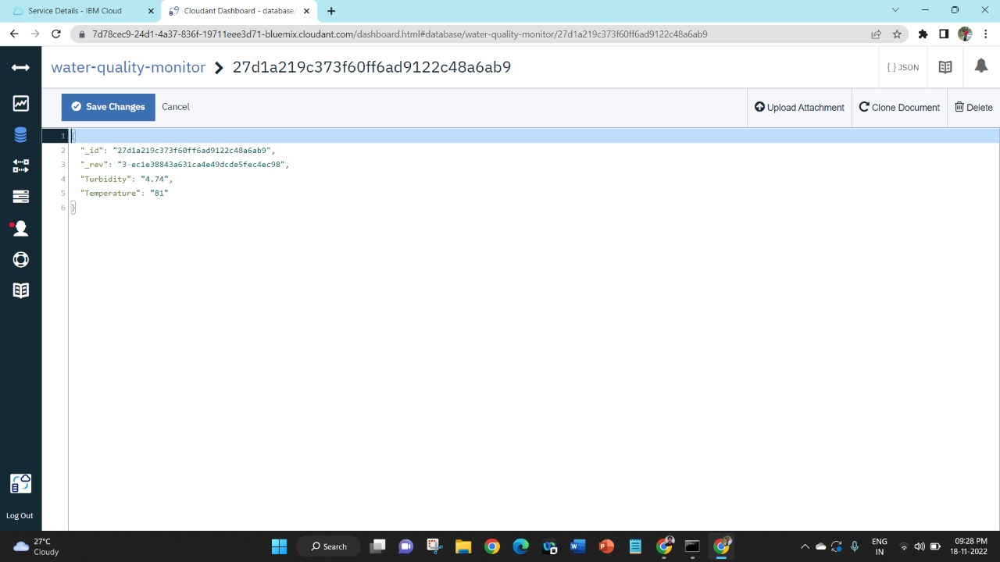 Service Details - IBM Cloud
Cloudant Dashboard - database/
7d78cec9-24d1-4a37-836f-19711eee3d71-bluemix.cloudant.com/dashboard.html#database/water-quality-monitor/27d1a219c373f60ff6ad9122c48a6ab9
water-quality-monitor > 27d1a219c373f60ff6ad9122c48a6ab9
{ } JSON
Save Changes Cancel
Upload Attachment Clone Document Delete
1 {
2 "_id": "27d1a219c373f60ff6ad9122c48a6ab9",
3 "_rev": "3-ec1e38843a631ca4e49dcde5fec4ec98",
4 "Turbidity": "4.74",
5 "Temperature": "81"
6 }
Log Out
27°C
Cloudy
Search
ENG
IN
09:28 PM
18-11-2022